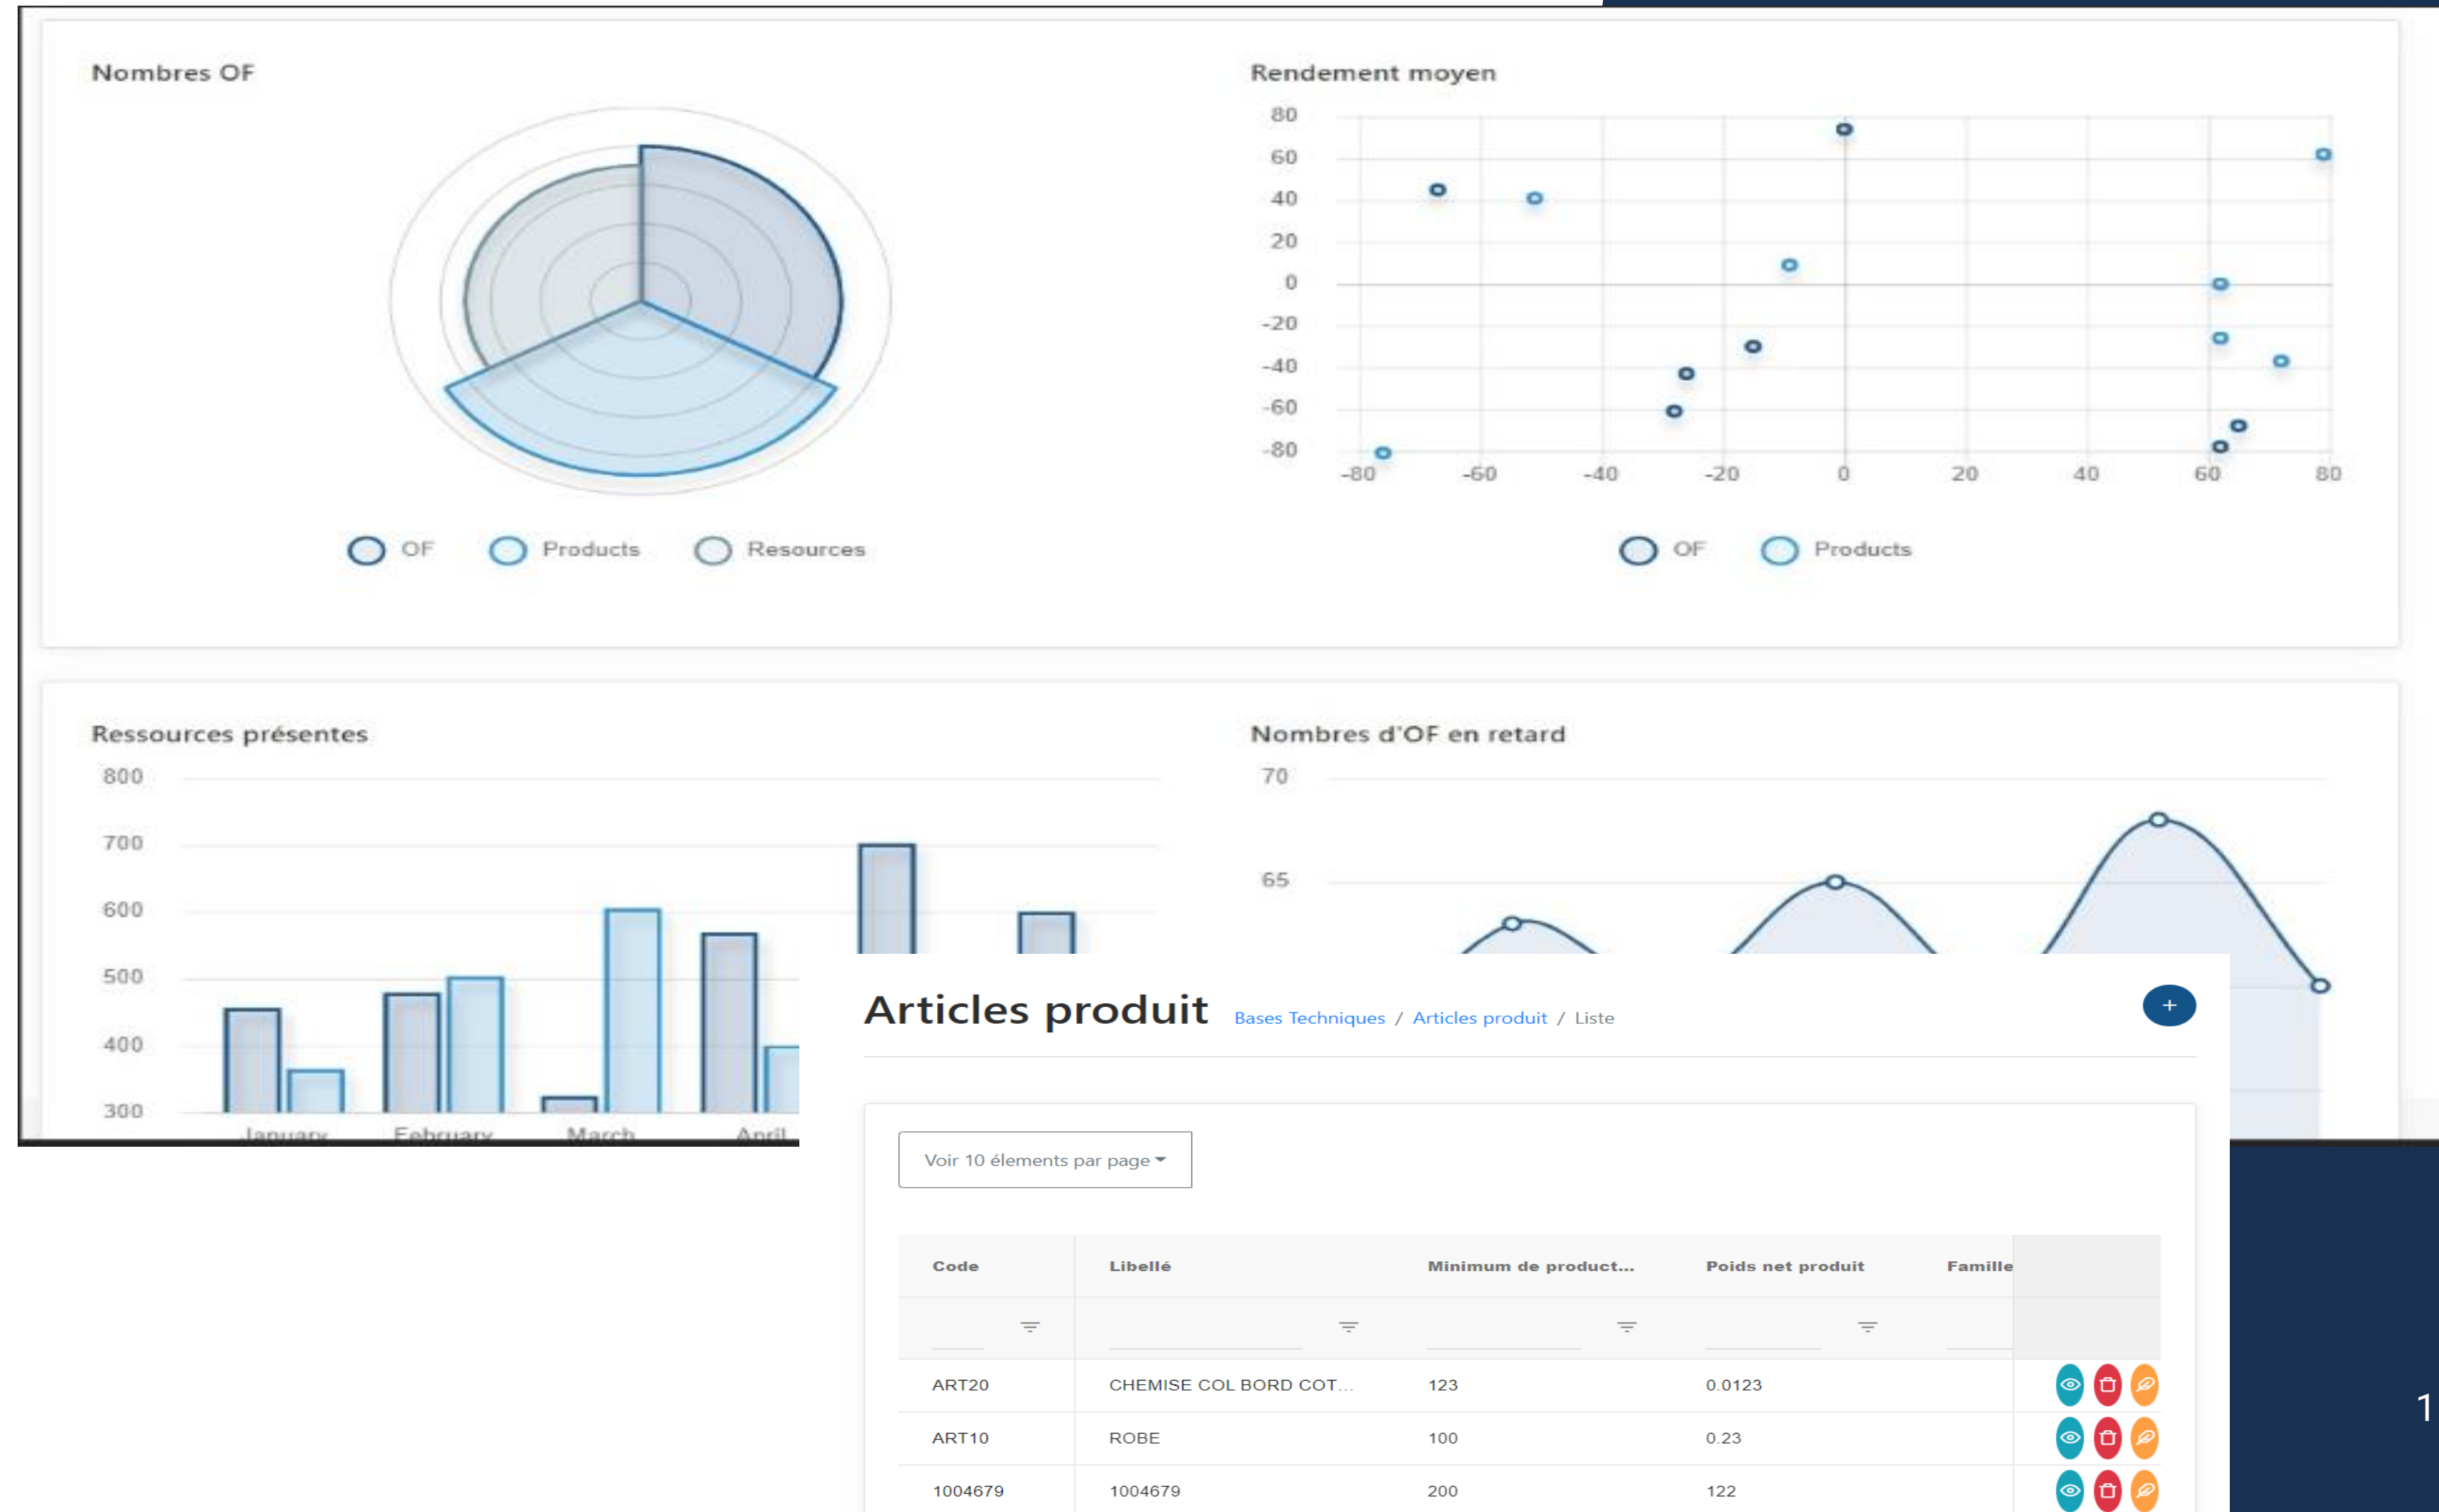 Nombres OF
OF Products Resources
Rendement moyen
80
60
40
20
0
-20
-40
-60
-80
-80 -60 -40 -20 0 20 40 60 80
OF Products
Ressources présentes
800
700
600
500
400
300
January February March April
Nombres d'OF en retard
70
65
Articles produit Bases Techniques / Articles produit / Liste +
Voir 10 élements par page
Code Libellé Minimum de product... Poids net produit Famille
ART20 CHEMISE COL BORD COT... 123 0.0123
ART10 ROBE 100 0.23
1004679 1004679 200 122
1